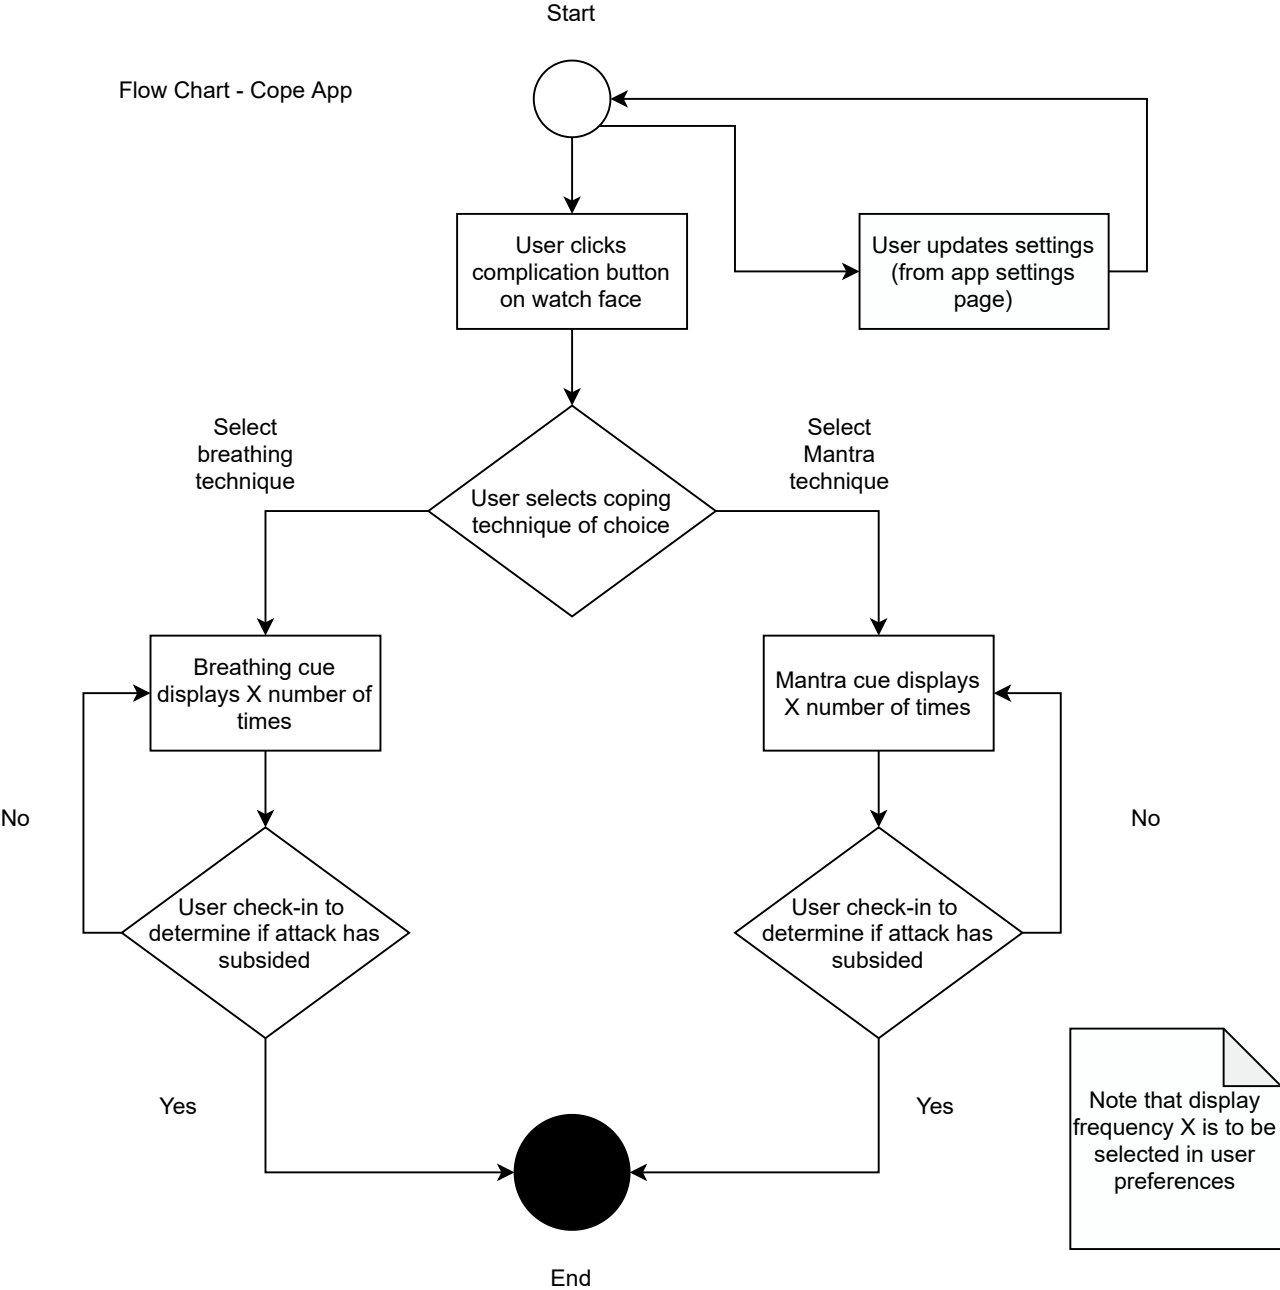 Start
Flow Chart - Cope App
User clicks
complication button
on watch face
User updates settings
(from app settings
page)
Select
breathing
technique
Select
Mantra
technique
User selects coping
technique of choice
Breathing cue
displays X number of
times
Mantra cue displays
X number of times
No
No
User check-in to
determine if attack has
subsided
User check-in to
determine if attack has
subsided
Yes
Yes
Note that display
frequency X is to be
selected in user
preferences
End